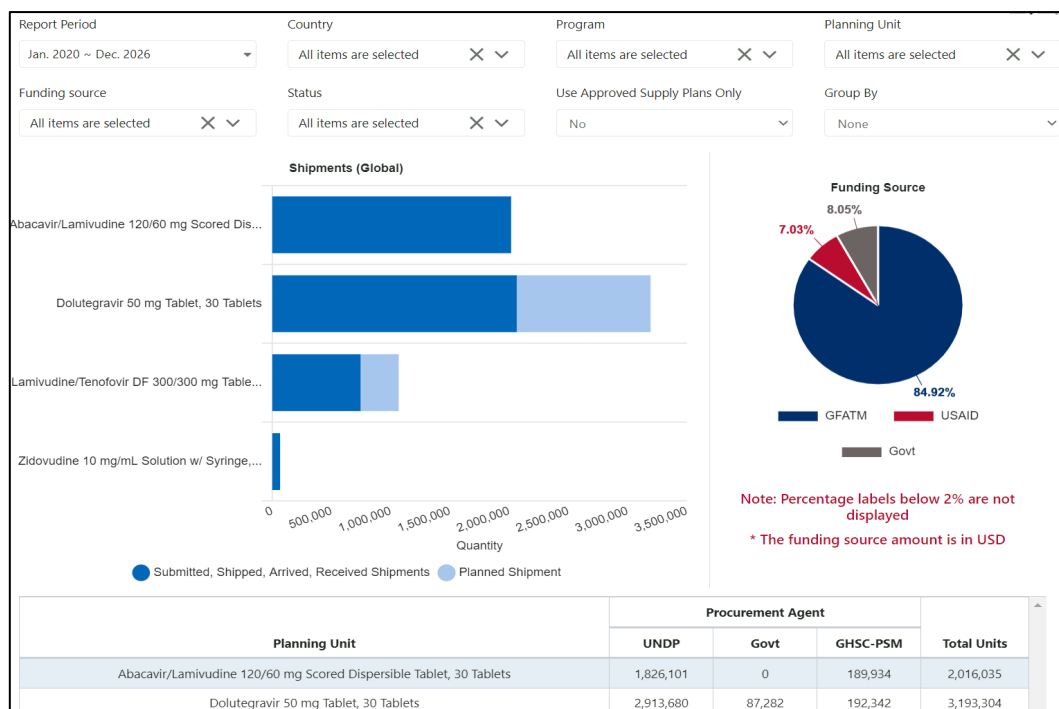 Report Period
Country
Program
Planning Unit
Jan. 2020 ~ Dec. 2026
All items are selected
All items are selected
All items are selected
Funding source
Status
Use Approved Supply Plans Only
Group By
All items are selected
All items are selected
No
None
Shipments (Global)
Abacavir/Lamivudine 120/60 mg Scored Dis...
Dolutegravir 50 mg Tablet, 30 Tablets
Lamivudine/Tenofovir DF 300/300 mg Table...
Zidovudine 10 mg/mL Solution w/ Syringe,...
0
500,000
1,000,000
1,500,000
2,000,000
2,500,000
3,000,000
3,500,000
Quantity
Submitted, Shipped, Arrived, Received Shipments
Planned Shipment
Funding Source
8.05%
7.03%
84.92%
GFATM
USAID
Govt
Note: Percentage labels below 2% are not
displayed
* The funding source amount is in USD
Procurement Agent
Planning Unit UNDP Govt GHSC-PSM Total Units
Abacavir/Lamivudine 120/60 mg Scored Dispersible Tablet, 30 Tablets 1,826,101 0 189,934 2,016,035
Dolutegravir 50 mg Tablet, 30 Tablets 2,913,680 87,282 192,342 3,193,304